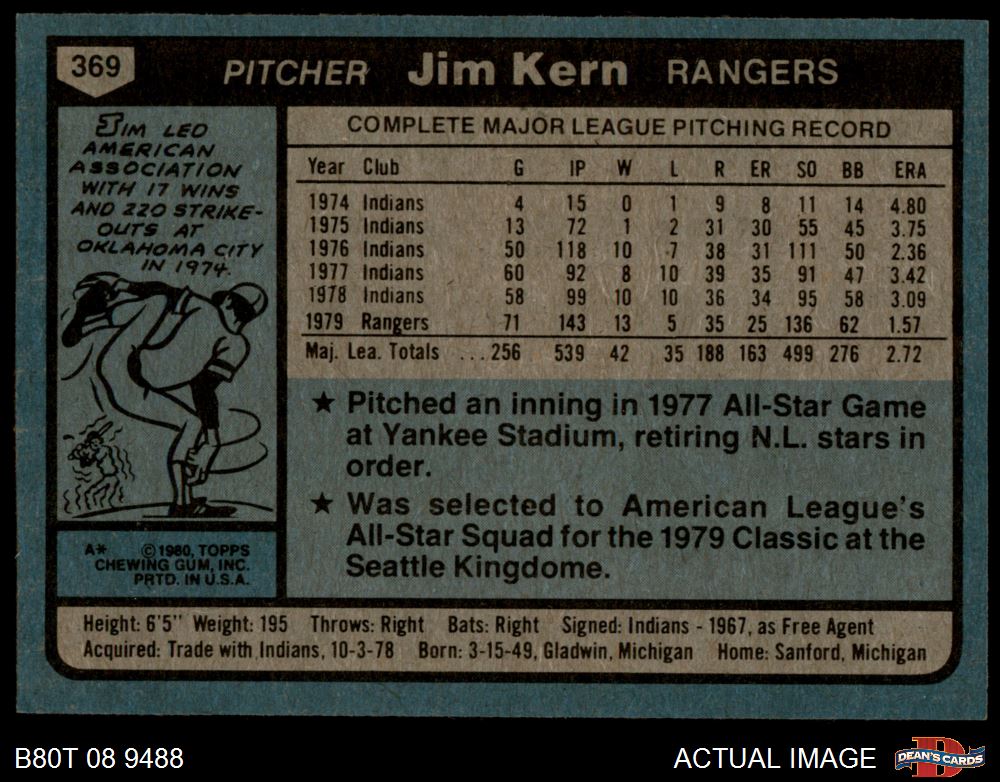 369 PITCHER Jim Kern RANGERS
JIM LED
AMERICAN
ASSOCIATION
WITH 17 WINS
AND 220 STRIKE-
OUTS AT
OKLAHOMA CITY
IN 1974.
COMPLETE MAJOR LEAGUE PITCHING RECORD
Year Club G IP W L R ER SO BB ERA
1974 Indians 4 15 0 1 9 8 11 14 4.80
1975 Indians 13 72 1 2 31 30 55 45 3.75
1976 Indians 50 118 10 7 38 31 111 50 2.36
1977 Indians 60 92 8 10 39 35 91 47 3.42
1978 Indians 58 99 10 10 36 34 95 58 3.09
1979 Rangers 71 143 13 5 35 25 136 62 1.57
Maj. Lea. Totals ...256 539 42 35 188 163 499 276 2.72
★ Pitched an inning in 1977 All-Star Game
at Yankee Stadium, retiring N.L. stars in
order.
★ Was selected to American League's
All-Star Squad for the 1979 Classic at the
Seattle Kingdome.
A* © 1980, TOPPS
CHEWING GUM, INC.
PRTD. IN U.S.A.
Height: 6'5" Weight: 195 Throws: Right Bats: Right Signed: Indians - 1967, as Free Agent
Acquired: Trade with Indians, 10-3-78 Born: 3-15-49, Gladwin, Michigan Home: Sanford, Michigan
B80T 08 9488 ACTUAL IMAGE D DEAN'S CARDS